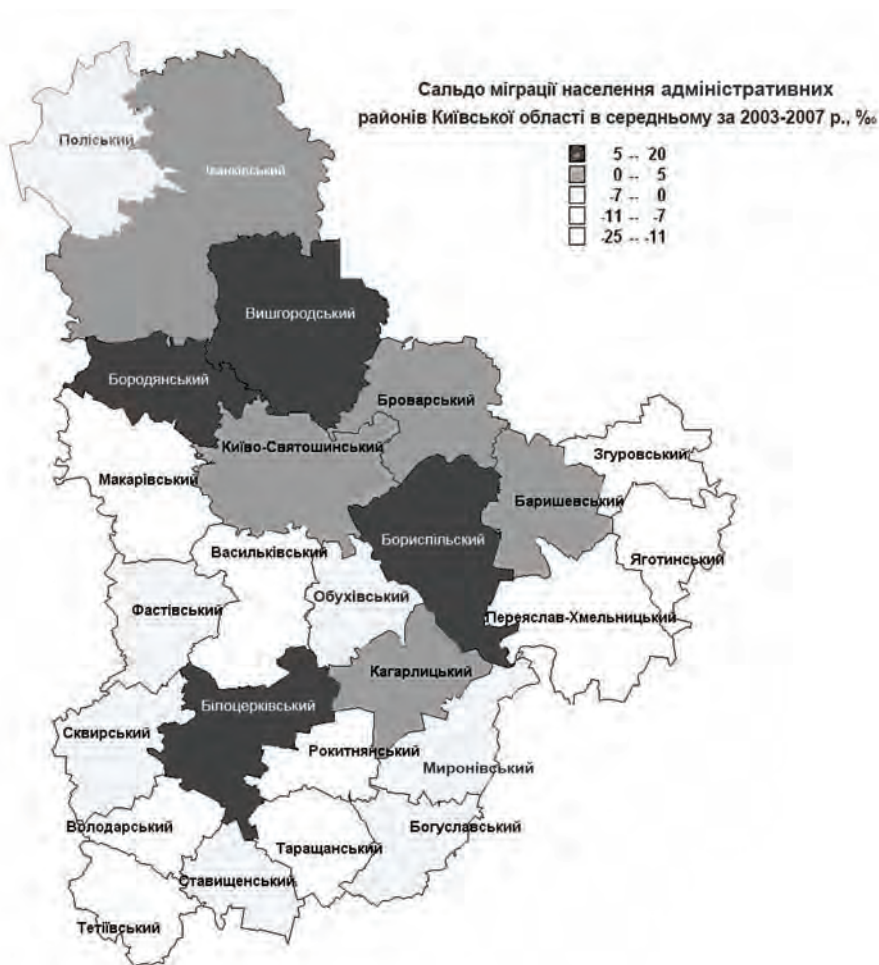 Сальдо міграції населення адміністративних
районів Київської області в середньому за 2003-2007 р., ‰
5 -- 20
0 -- 5
-7 -- 0
-11 -- -7
-25 -- -11
Поліський
Іванківський
Вишгородський
Бородянський
Броварський
Києво-Святошинський
Згуровський
Макарівський
Баришевський
Бориспільский
Васильківський
Яготинський
Обухівський
Фастівський
Переяслав-Хмельницький
Кагарлицький
Білоцерківський
Сквирський
Рокитнянський
Миронівський
Володарський
Богуславський
Таращанський
Ставищенський
Тетіївський